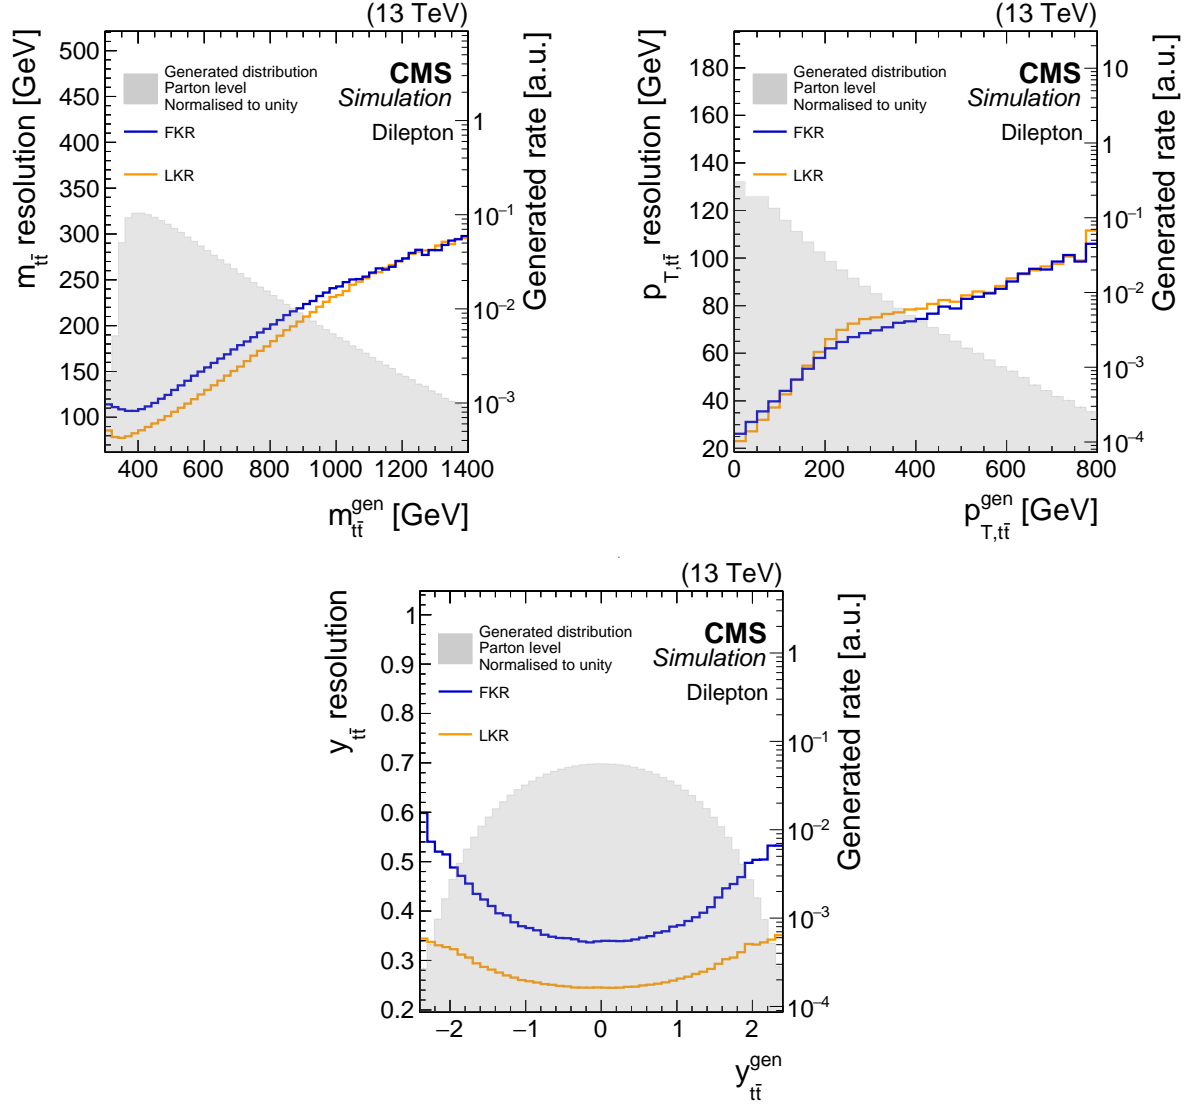 (13 TeV)
m_tt̄ resolution [GeV]
500
450
400
350
300
250
200
150
100
Generated distribution
Parton level
Normalised to unity
FKR
LKR
CMS
Simulation
Dilepton
Generated rate [a.u.]
1
10⁻¹
10⁻²
10⁻³
400 600 800 1000 1200 1400
m_tt̄^gen [GeV]
(13 TeV)
p_T,tt̄ resolution [GeV]
180
160
140
120
100
80
60
40
20
Generated distribution
Parton level
Normalised to unity
FKR
LKR
CMS
Simulation
Dilepton
Generated rate [a.u.]
10
1
10⁻¹
10⁻²
10⁻³
10⁻⁴
0 200 400 600 800
p_T,tt̄^gen [GeV]
(13 TeV)
y_tt̄ resolution
1
0.9
0.8
0.7
0.6
0.5
0.4
0.3
0.2
Generated distribution
Parton level
Normalised to unity
FKR
LKR
CMS
Simulation
Dilepton
Generated rate [a.u.]
1
10⁻¹
10⁻²
10⁻³
10⁻⁴
−2 −1 0 1 2
y_tt̄^gen